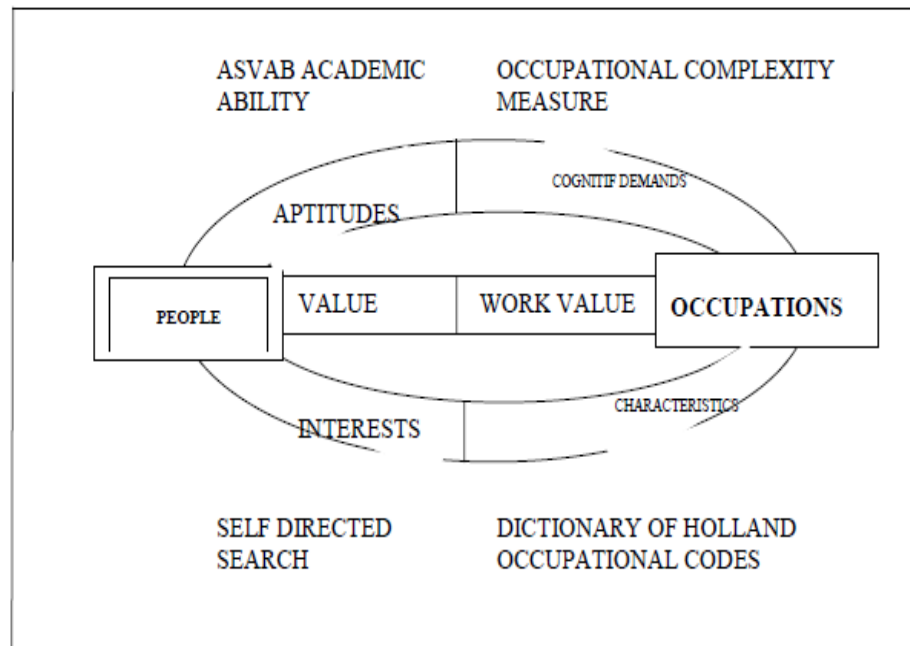 ASVAB ACADEMIC
ABILITY
OCCUPATIONAL COMPLEXITY
MEASURE
COGNITIF DEMANDS
APTITUDES
PEOPLE
VALUE
WORK VALUE
OCCUPATIONS
INTERESTS
CHARACTERISTICS
SELF DIRECTED
SEARCH
DICTIONARY OF HOLLAND
OCCUPATIONAL CODES